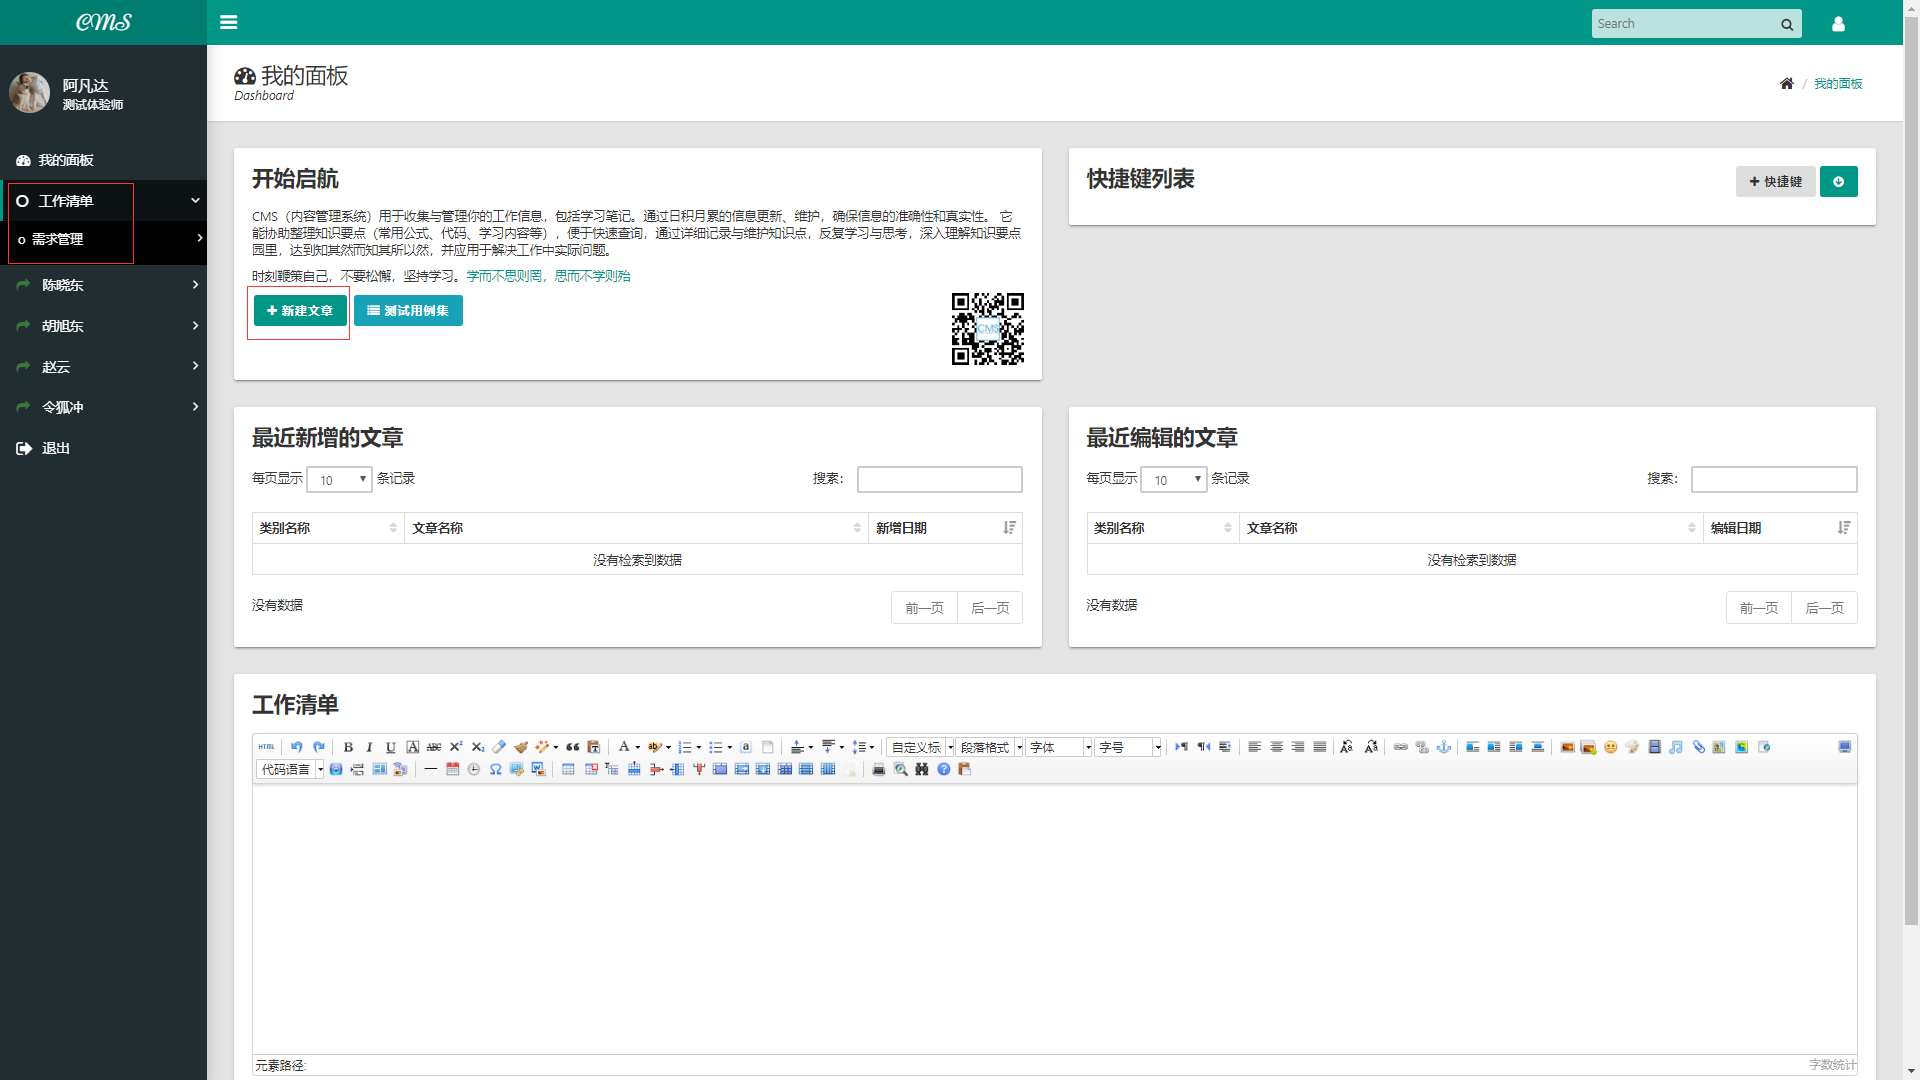 CMS
Search
阿凡达
测试体验师
我的面板
工作清单
需求管理
陈晓东
胡旭东
赵云
令狐冲
退出
我的面板
Dashboard
/ 我的面板
开始启航
CMS（内容管理系统）用于收集与管理你的工作信息，包括学习笔记。通过日积月累的信息更新、维护，确保信息的准确性和真实性。 它
能协助整理知识要点（常用公式、代码、学习内容等），便于快速查询，通过详细记录与维护知识点，反复学习与思考，深入理解知识要点
园里，达到知其然而知其所以然，并应用于解决工作中实际问题。
时刻鞭策自己，不要松懈，坚持学习。学而不思则罔，思而不学则殆
新建文章
测试用例集
CMS
快捷键列表
快捷键
最近新增的文章
每页显示 10 条记录
搜索：
类别名称 文章名称 新增日期
没有检索到数据
没有数据
前一页 后一页
最近编辑的文章
每页显示 10 条记录
搜索：
类别名称 文章名称 编辑日期
没有检索到数据
没有数据
前一页 后一页
工作清单
HTML B I U A ABC X² X₂ A ab a 自定义标 段落格式 字体 字号
代码语言
元素路径:
字数统计